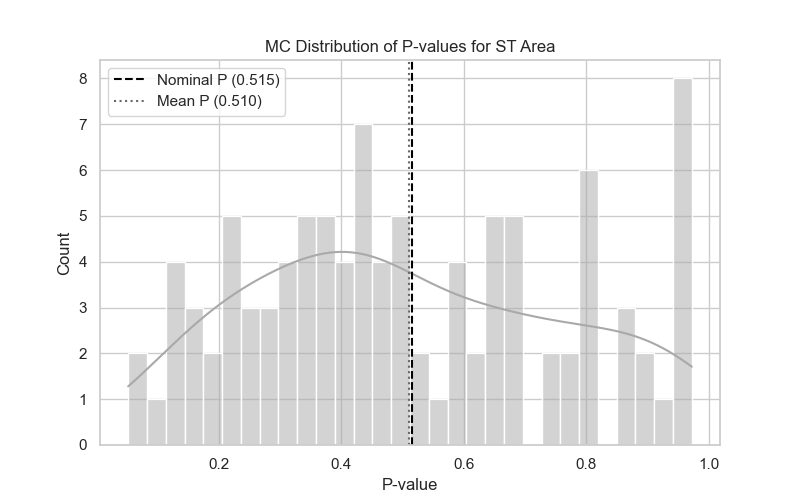 MC Distribution of P-values for ST Area
Nominal P (0.515)
Mean P (0.510)
8
7
6
5
4
3
2
1
0
Count
0.2 0.4 0.6 0.8 1.0
P-value